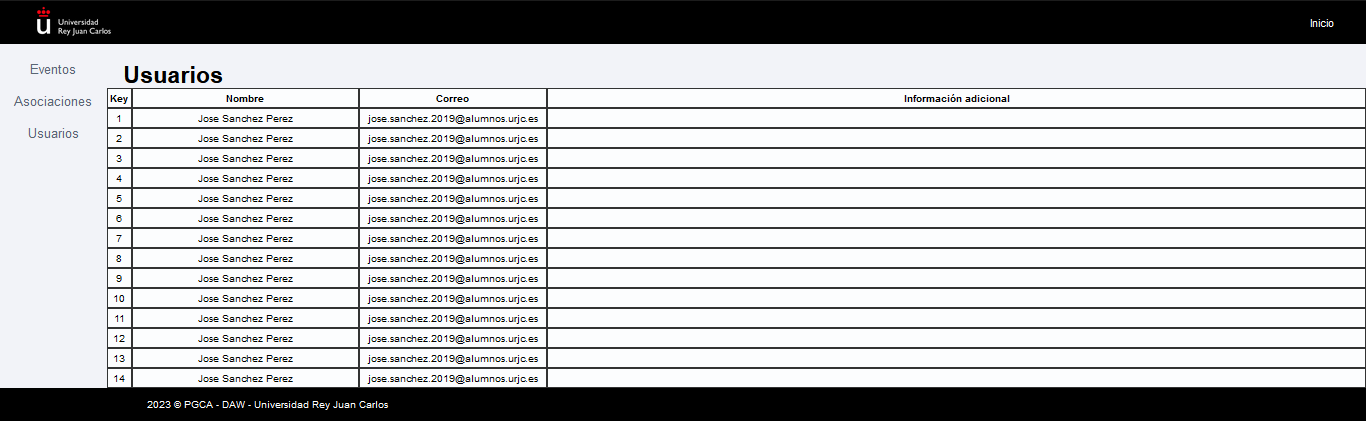 Universidad
Rey Juan Carlos
Inicio
Eventos
Asociaciones
Usuarios
Usuarios
Key Nombre Correo Información adicional
1 Jose Sanchez Perez jose.sanchez.2019@alumnos.urjc.es
2 Jose Sanchez Perez jose.sanchez.2019@alumnos.urjc.es
3 Jose Sanchez Perez jose.sanchez.2019@alumnos.urjc.es
4 Jose Sanchez Perez jose.sanchez.2019@alumnos.urjc.es
5 Jose Sanchez Perez jose.sanchez.2019@alumnos.urjc.es
6 Jose Sanchez Perez jose.sanchez.2019@alumnos.urjc.es
7 Jose Sanchez Perez jose.sanchez.2019@alumnos.urjc.es
8 Jose Sanchez Perez jose.sanchez.2019@alumnos.urjc.es
9 Jose Sanchez Perez jose.sanchez.2019@alumnos.urjc.es
10 Jose Sanchez Perez jose.sanchez.2019@alumnos.urjc.es
11 Jose Sanchez Perez jose.sanchez.2019@alumnos.urjc.es
12 Jose Sanchez Perez jose.sanchez.2019@alumnos.urjc.es
13 Jose Sanchez Perez jose.sanchez.2019@alumnos.urjc.es
14 Jose Sanchez Perez jose.sanchez.2019@alumnos.urjc.es
2023 © PGCA - DAW - Universidad Rey Juan Carlos